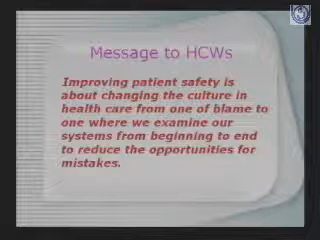 Message to HCWs
Improving patient safety is
about changing the culture in
health care from one of blame to
one where we examine our
systems from beginning to end
to reduce the opportunities for
mistakes.